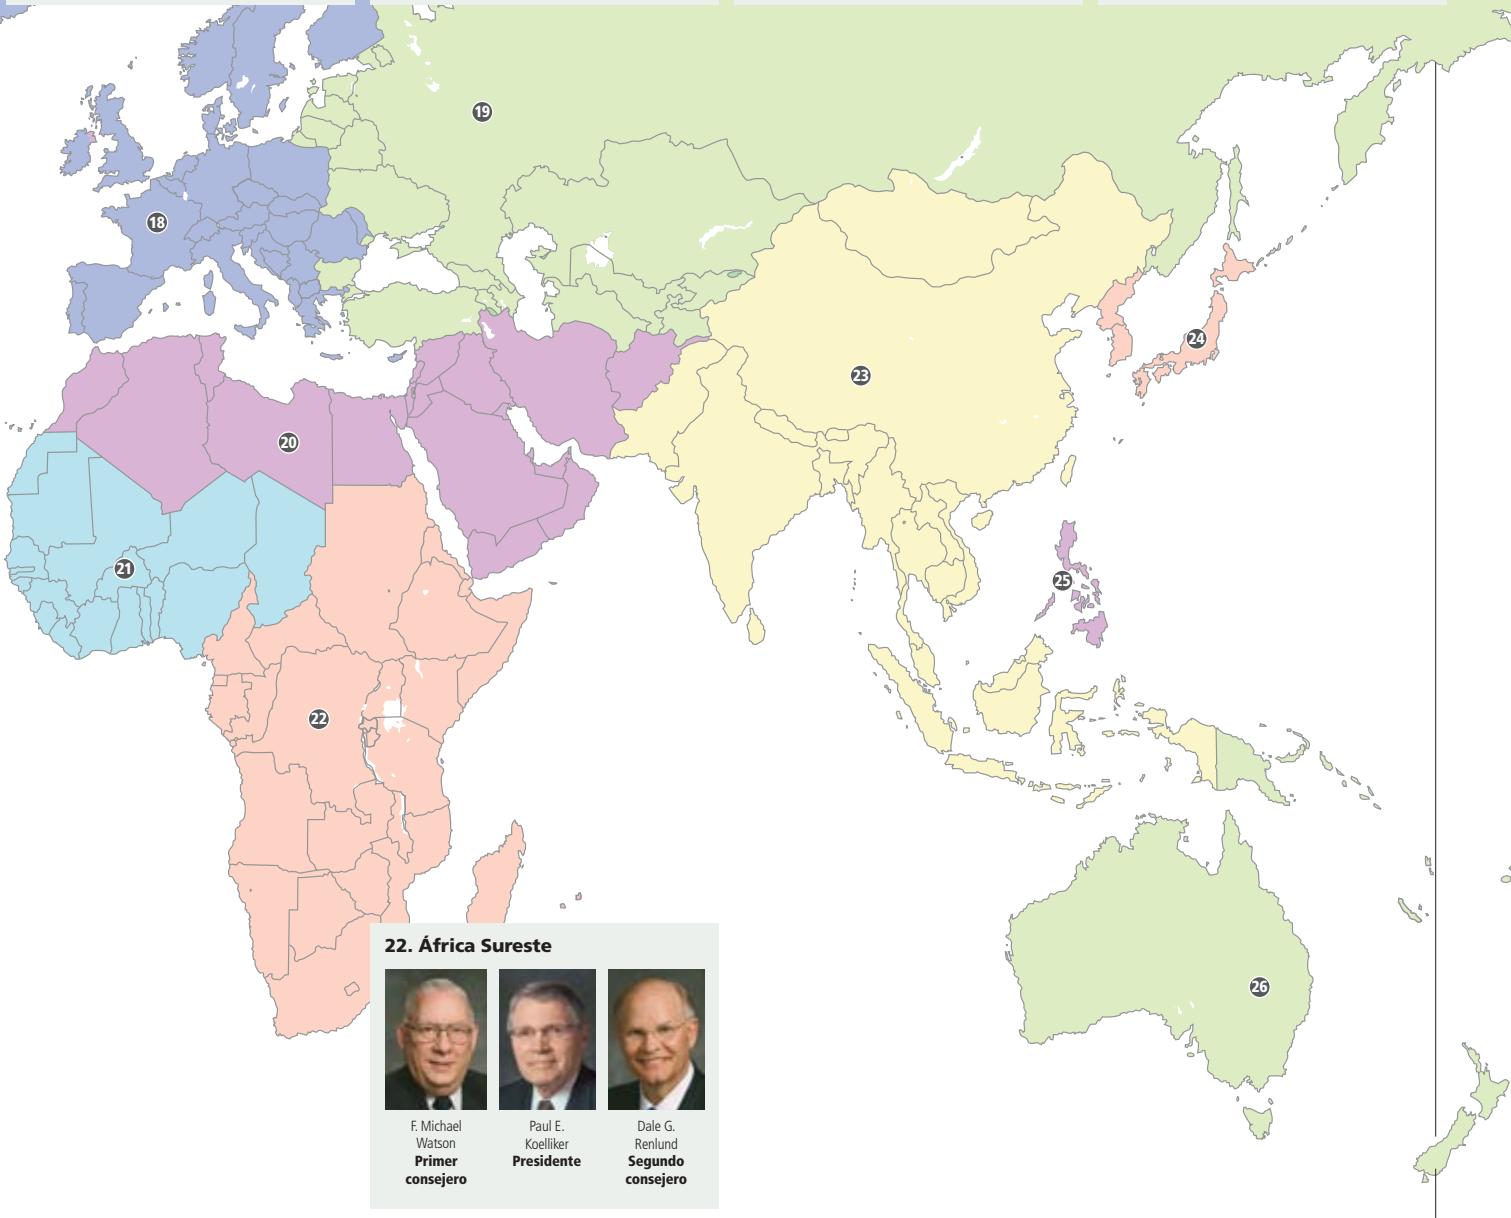 19
18
24
23
20
25
21
22
26
22. África Sureste
F. Michael
Watson
Primer
consejero
Paul E.
Koelliker
Presidente
Dale G.
Renlund
Segundo
consejero